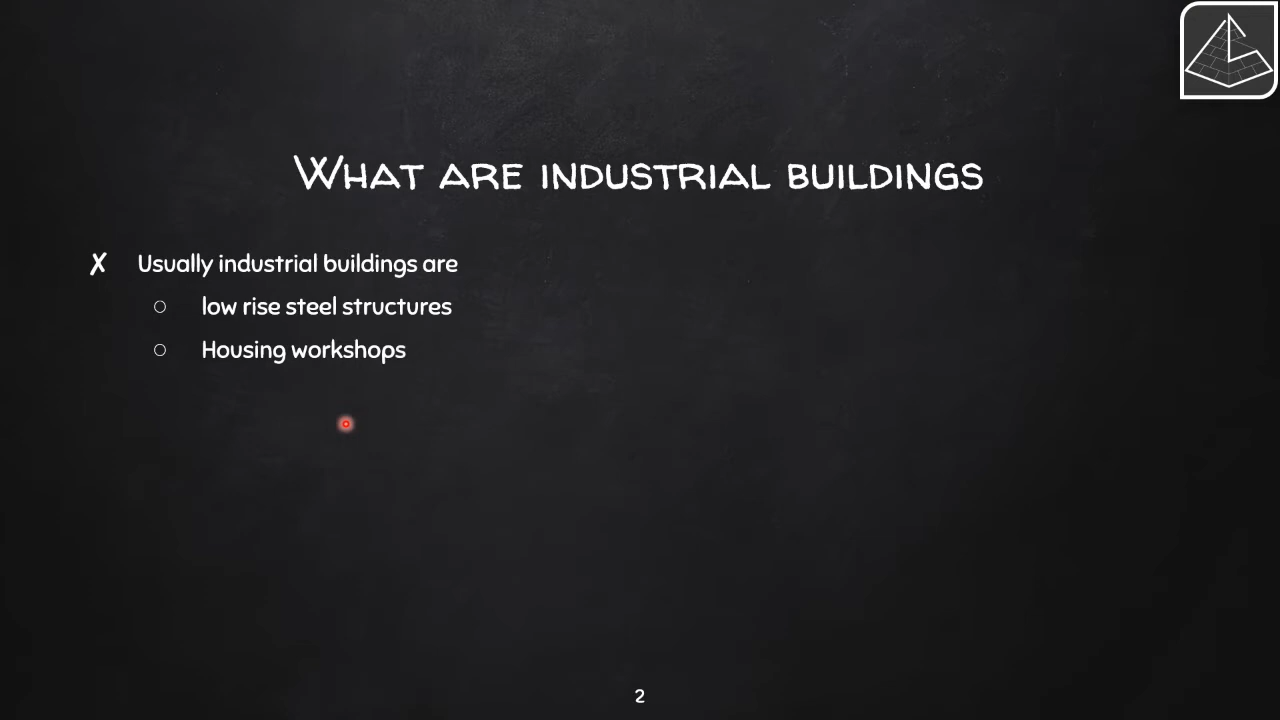 What are industrial buildings
✗ Usually industrial buildings are
○ low rise steel structures
○ Housing workshops
2